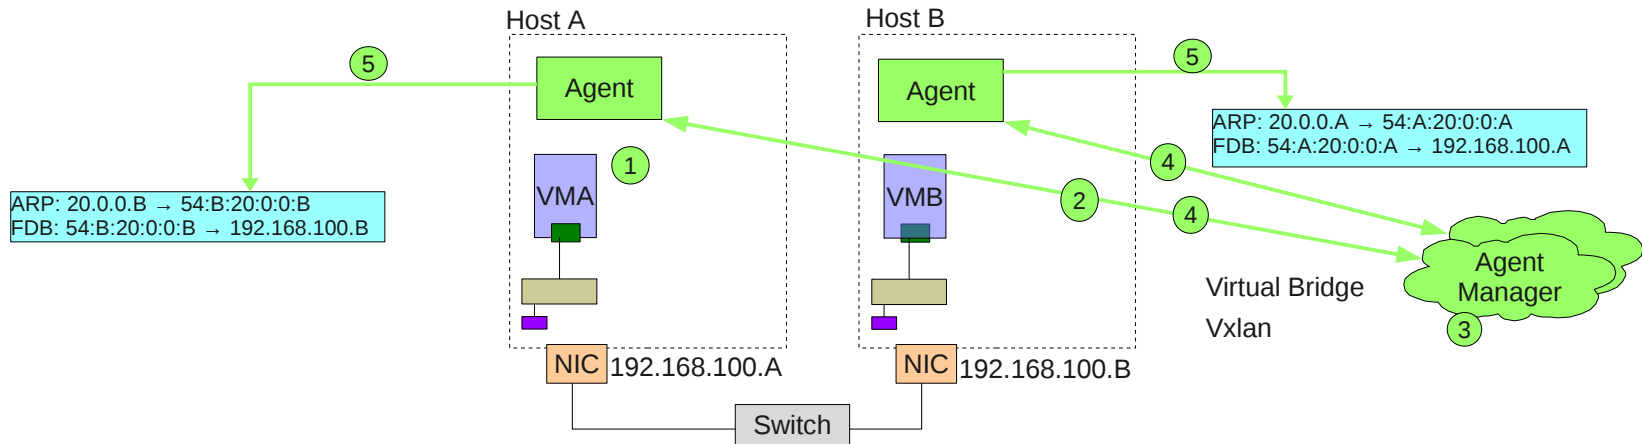 Host A
Host B
5
Agent
Agent
5
ARP: 20.0.0.A → 54:A:20:0:0:A
FDB: 54:A:20:0:0:A → 192.168.100.A
1
4
VMA
VMB
2
4
ARP: 20.0.0.B → 54:B:20:0:0:B
FDB: 54:B:20:0:0:B → 192.168.100.B
Agent
Manager
Virtual Bridge
Vxlan
3
NIC
192.168.100.A
NIC
192.168.100.B
Switch